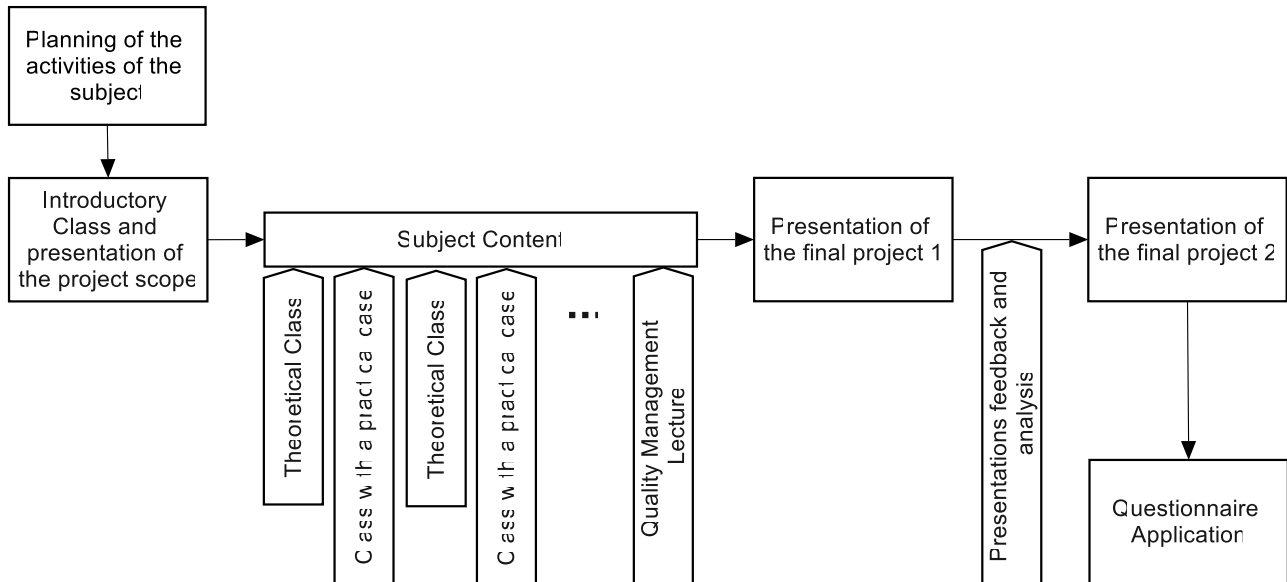 Planning of the
activities of the
subject
Introductory
Class and
presentation of
the project scope
Subject Content
Theoretical Class
Class with a practical case
Theoretical Class
Class with a practical case
...
Quality Management
Lecture
Presentation of
the final project 1
Presentations feedback and
analysis
Presentation of
the final project 2
Questionnaire
Application